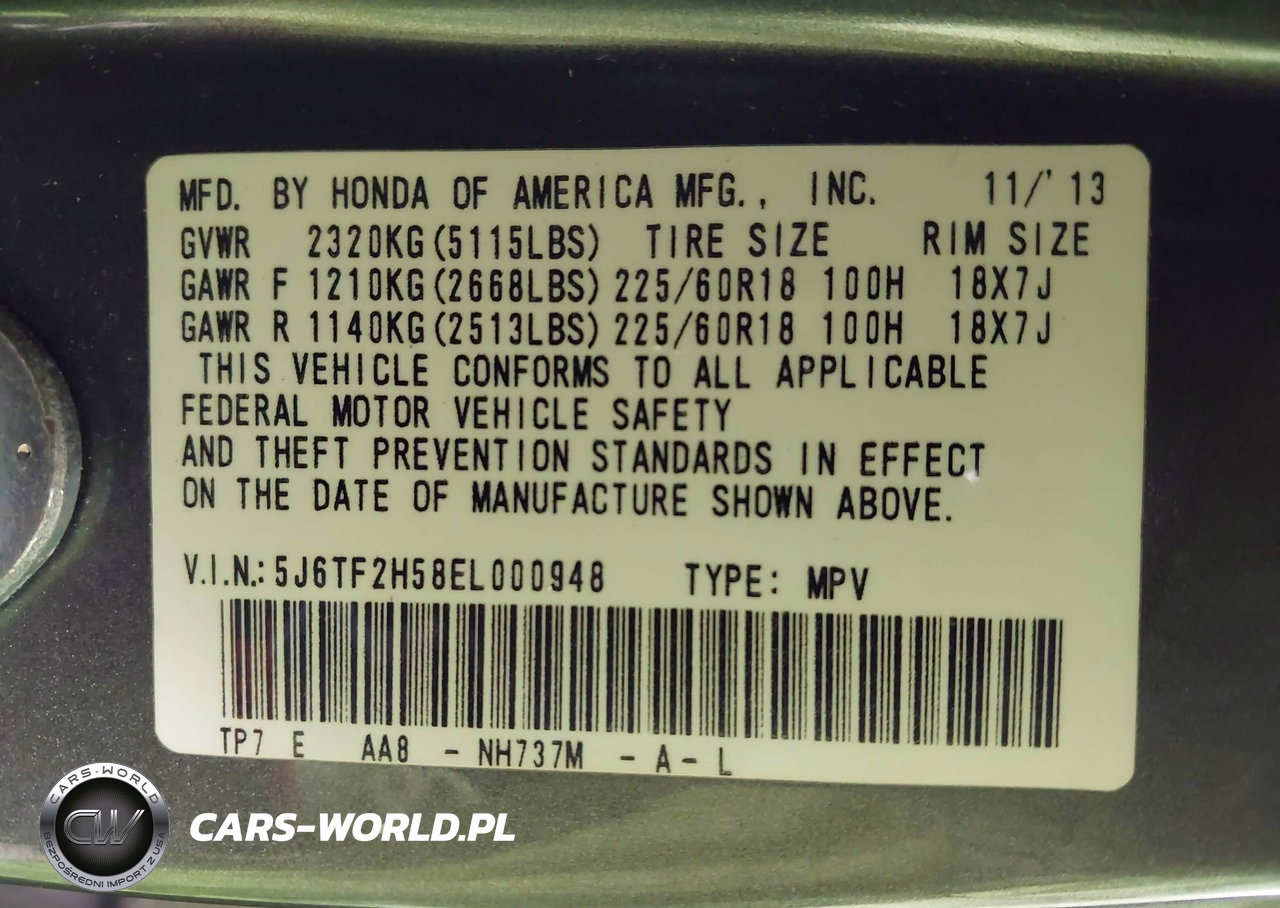 MFD. BY HONDA OF AMERICA MFG., INC. 11/'13
GVWR 2320KG(5115LBS) TIRE SIZE RIM SIZE
GAWR F 1210KG(2668LBS) 225/60R18 100H 18X7J
GAWR R 1140KG(2513LBS) 225/60R18 100H 18X7J
THIS VEHICLE CONFORMS TO ALL APPLICABLE
FEDERAL MOTOR VEHICLE SAFETY
AND THEFT PREVENTION STANDARDS IN EFFECT
ON THE DATE OF MANUFACTURE SHOWN ABOVE.
V.I.N.: 5J6TF2H58EL000948 TYPE: MPV
TP7 E AA8 - NH737M - A - L
CARS-WORLD
CW
BEZPOŚREDNI IMPORT Z USA
CARS-WORLD.PL